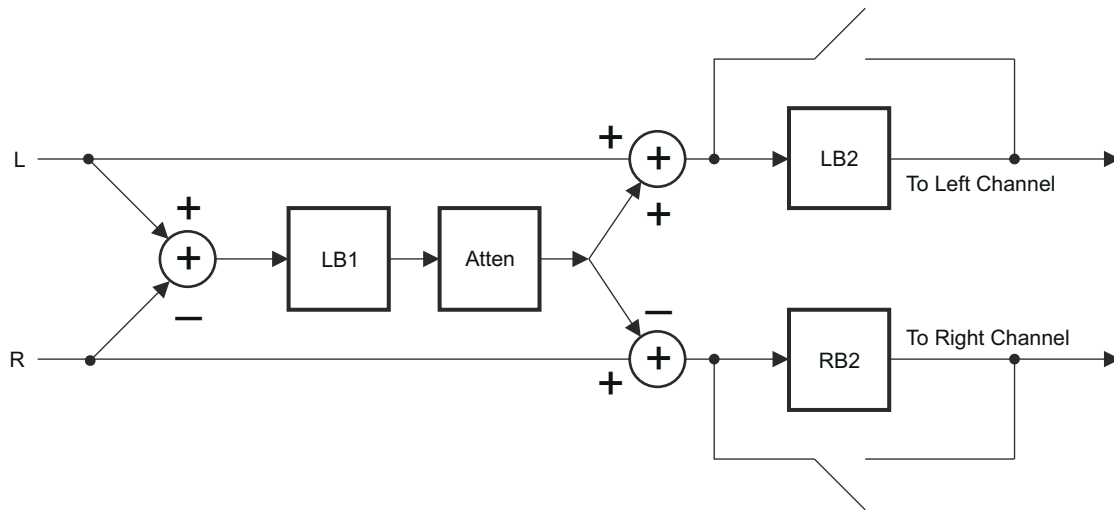 +
L
+
LB2
To Left Channel
+
+
+
LB1
Atten
−
−
To Right Channel
R
+
RB2
+